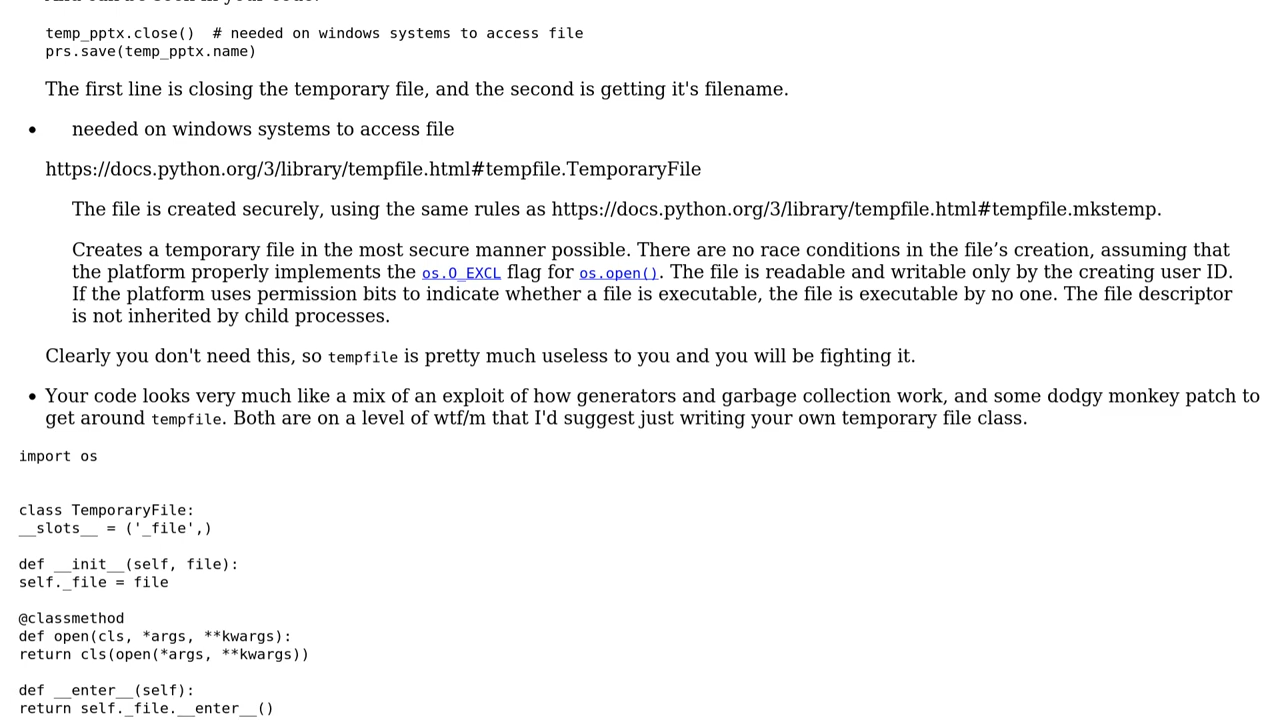 temp_pptx.close()  # needed on windows systems to access file
prs.save(temp_pptx.name)
The first line is closing the temporary file, and the second is getting it's filename.
• needed on windows systems to access file
https://docs.python.org/3/library/tempfile.html#tempfile.TemporaryFile
The file is created securely, using the same rules as https://docs.python.org/3/library/tempfile.html#tempfile.mkstemp.
Creates a temporary file in the most secure manner possible. There are no race conditions in the file’s creation, assuming that
the platform properly implements the os.O_EXCL flag for os.open(). The file is readable and writable only by the creating user ID.
If the platform uses permission bits to indicate whether a file is executable, the file is executable by no one. The file descriptor
is not inherited by child processes.
Clearly you don't need this, so tempfile is pretty much useless to you and you will be fighting it.
• Your code looks very much like a mix of an exploit of how generators and garbage collection work, and some dodgy monkey patch to
get around tempfile. Both are on a level of wtf/m that I'd suggest just writing your own temporary file class.
import os
class TemporaryFile:
__slots__ = ('_file',)
def __init__(self, file):
self._file = file
@classmethod
def open(cls, *args, **kwargs):
return cls(open(*args, **kwargs))
def __enter__(self):
return self._file.__enter__()